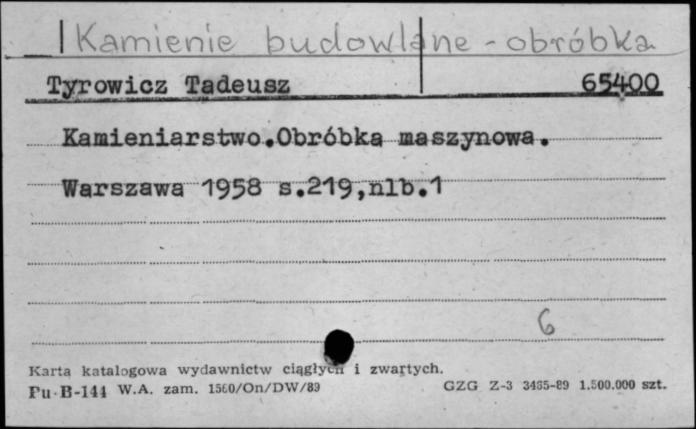 Kamienie budowlane - obróbka
Tyrowicz Tadeusz 65400
Kamieniarstwo.Obróbka maszynowa.
Warszawa 1958 s.219,nlb.1
6
Karta katalogowa wydawnictw ciągłych i zwartych.
Pu-B-144 W.A. zam. 1560/On/DW/89 GZG Z-3 3465-89 1.500.000 szt.